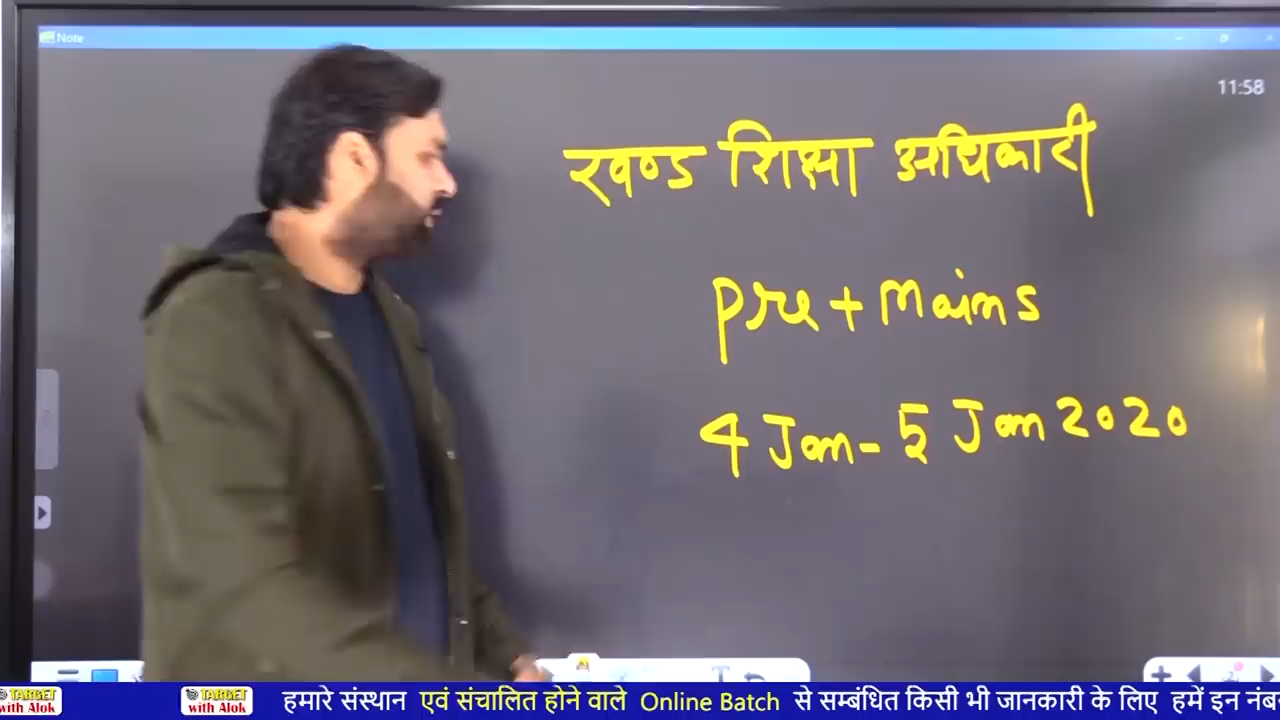 Note
11:58
खण्ड शिक्षा अधिकारी
Pre + Mains
4 Jan - 5 Jan 2020
TARGET with Alok
TARGET with Alok
हमारे संस्थान एवं संचालित होने वाले Online Batch से सम्बंधित किसी भी जानकारी के लिए हमें इन